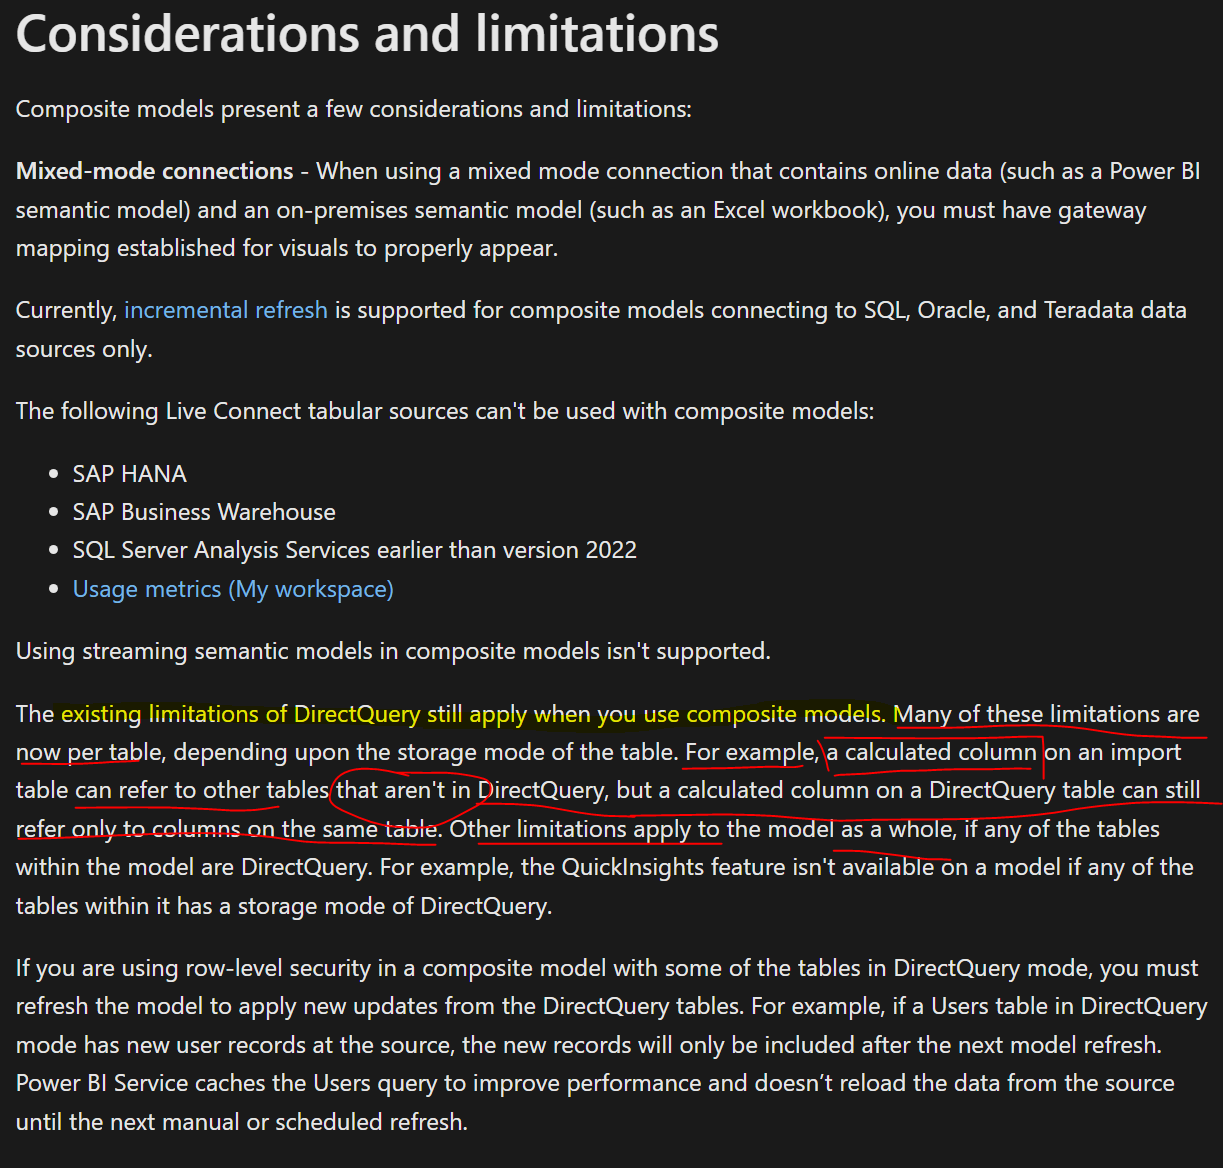 Considerations and limitations
Composite models present a few considerations and limitations:
Mixed-mode connections - When using a mixed mode connection that contains online data (such as a Power BI
semantic model) and an on-premises semantic model (such as an Excel workbook), you must have gateway
mapping established for visuals to properly appear.
Currently, incremental refresh is supported for composite models connecting to SQL, Oracle, and Teradata data
sources only.
The following Live Connect tabular sources can't be used with composite models:
• SAP HANA
• SAP Business Warehouse
• SQL Server Analysis Services earlier than version 2022
• Usage metrics (My workspace)
Using streaming semantic models in composite models isn't supported.
The existing limitations of DirectQuery still apply when you use composite models. Many of these limitations are
now per table, depending upon the storage mode of the table. For example, a calculated column on an import
table can refer to other tables that aren't in DirectQuery, but a calculated column on a DirectQuery table can still
refer only to columns on the same table. Other limitations apply to the model as a whole, if any of the tables
within the model are DirectQuery. For example, the QuickInsights feature isn't available on a model if any of the
tables within it has a storage mode of DirectQuery.
If you are using row-level security in a composite model with some of the tables in DirectQuery mode, you must
refresh the model to apply new updates from the DirectQuery tables. For example, if a Users table in DirectQuery
mode has new user records at the source, the new records will only be included after the next model refresh.
Power BI Service caches the Users query to improve performance and doesn’t reload the data from the source
until the next manual or scheduled refresh.